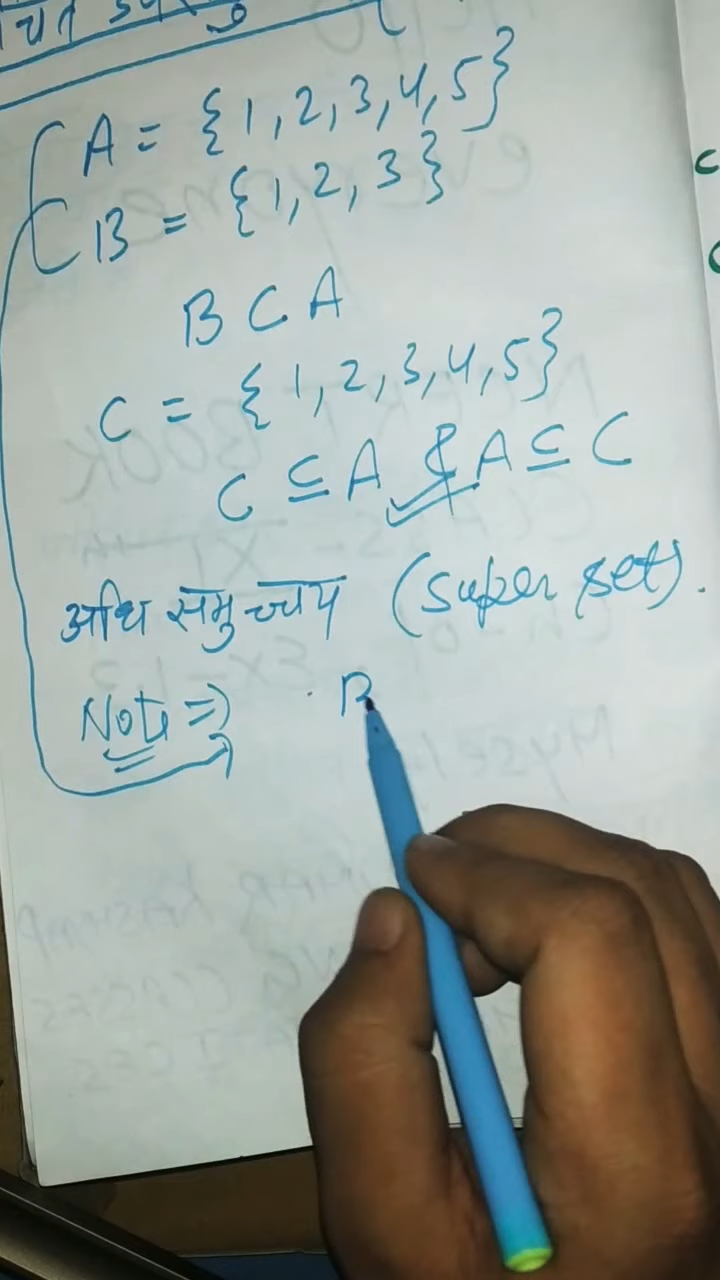 A = {1, 2, 3, 4, 5}
B = {1, 2, 3}
B ⊂ A
C = {1, 2, 3, 4, 5}
C ⊆ A & A ⊆ C
अधि समुच्चय (Super set).
Note ⇒ B